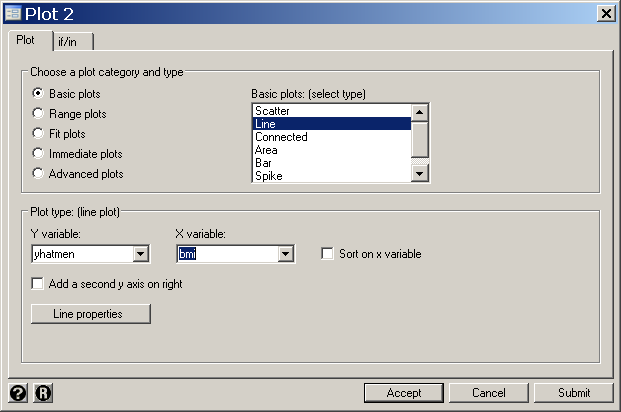 Plot 2
Plot
if/in
Choose a plot category and type
Basic plots
Range plots
Fit plots
Immediate plots
Advanced plots
Basic plots: (select type)
Scatter
Line
Connected
Area
Bar
Spike
Plot type: (line plot)
Y variable:
yhatmen
X variable:
bmi
Sort on x variable
Add a second y axis on right
Line properties
? R
Accept
Cancel
Submit